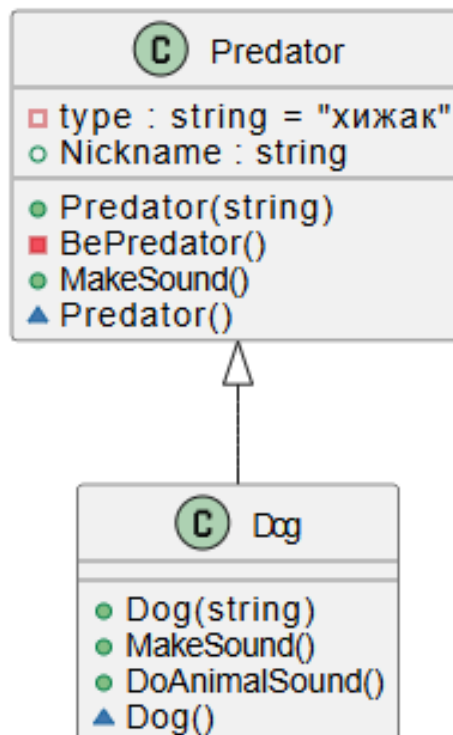 C Predator
type : string = "хижак"
Nickname : string
Predator(string)
BePredator()
MakeSound()
Predator()
C Dog
Dog(string)
MakeSound()
DoAnimalSound()
Dog()